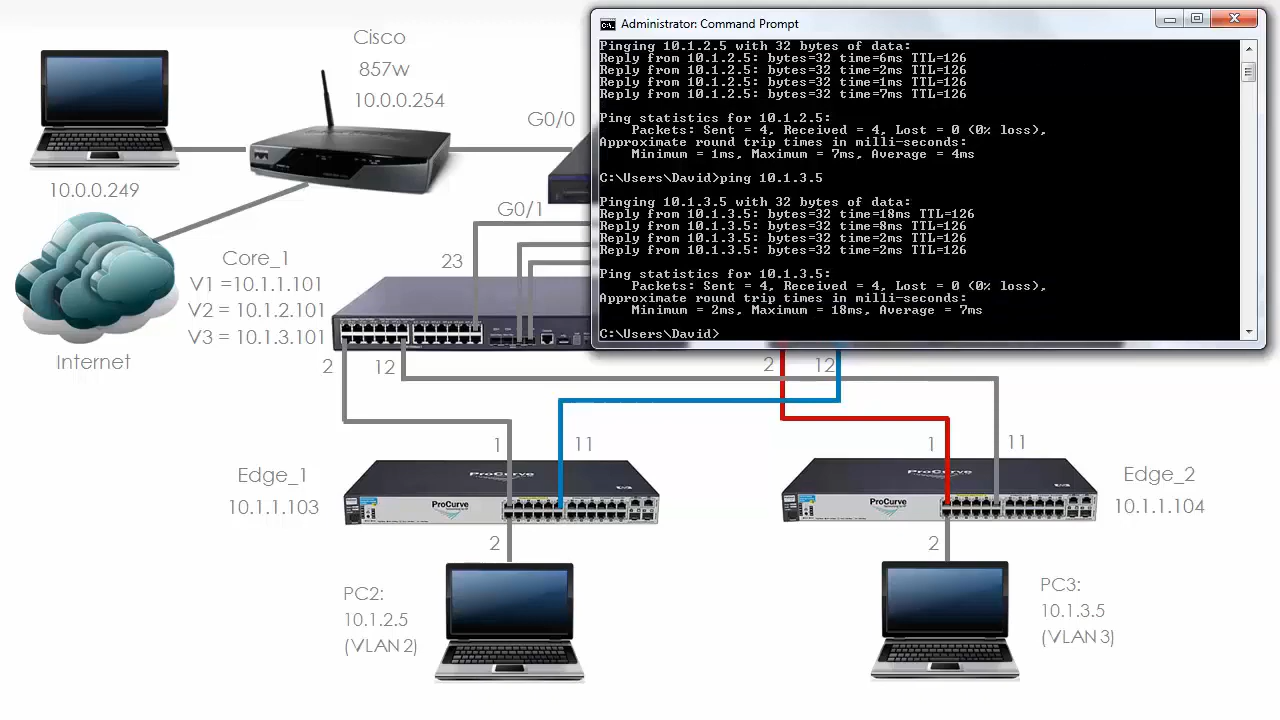 Cisco
857w
10.0.0.254
10.0.0.249
Internet
G0/0
G0/1
23
Core_1
V1 =10.1.1.101
V2 = 10.1.2.101
V3 = 10.1.3.101
Administrator: Command Prompt
Pinging 10.1.2.5 with 32 bytes of data:
Reply from 10.1.2.5: bytes=32 time=6ms TTL=126
Reply from 10.1.2.5: bytes=32 time=2ms TTL=126
Reply from 10.1.2.5: bytes=32 time=1ms TTL=126
Reply from 10.1.2.5: bytes=32 time=7ms TTL=126
Ping statistics for 10.1.2.5:
Packets: Sent = 4, Received = 4, Lost = 0 (0% loss),
Approximate round trip times in milli-seconds:
Minimum = 1ms, Maximum = 7ms, Average = 4ms
C:\Users\David>ping 10.1.3.5
Pinging 10.1.3.5 with 32 bytes of data:
Reply from 10.1.3.5: bytes=32 time=18ms TTL=126
Reply from 10.1.3.5: bytes=32 time=8ms TTL=126
Reply from 10.1.3.5: bytes=32 time=2ms TTL=126
Reply from 10.1.3.5: bytes=32 time=2ms TTL=126
Ping statistics for 10.1.3.5:
Packets: Sent = 4, Received = 4, Lost = 0 (0% loss),
Approximate round trip times in milli-seconds:
Minimum = 2ms, Maximum = 18ms, Average = 7ms
C:\Users\David>
2
12
2
12
1
11
1
11
Edge_1
10.1.1.103
ProCurve
ProCurve
ProCurve
ProCurve
Edge_2
10.1.1.104
2
2
PC2:
10.1.2.5
(VLAN 2)
PC3:
10.1.3.5
(VLAN 3)